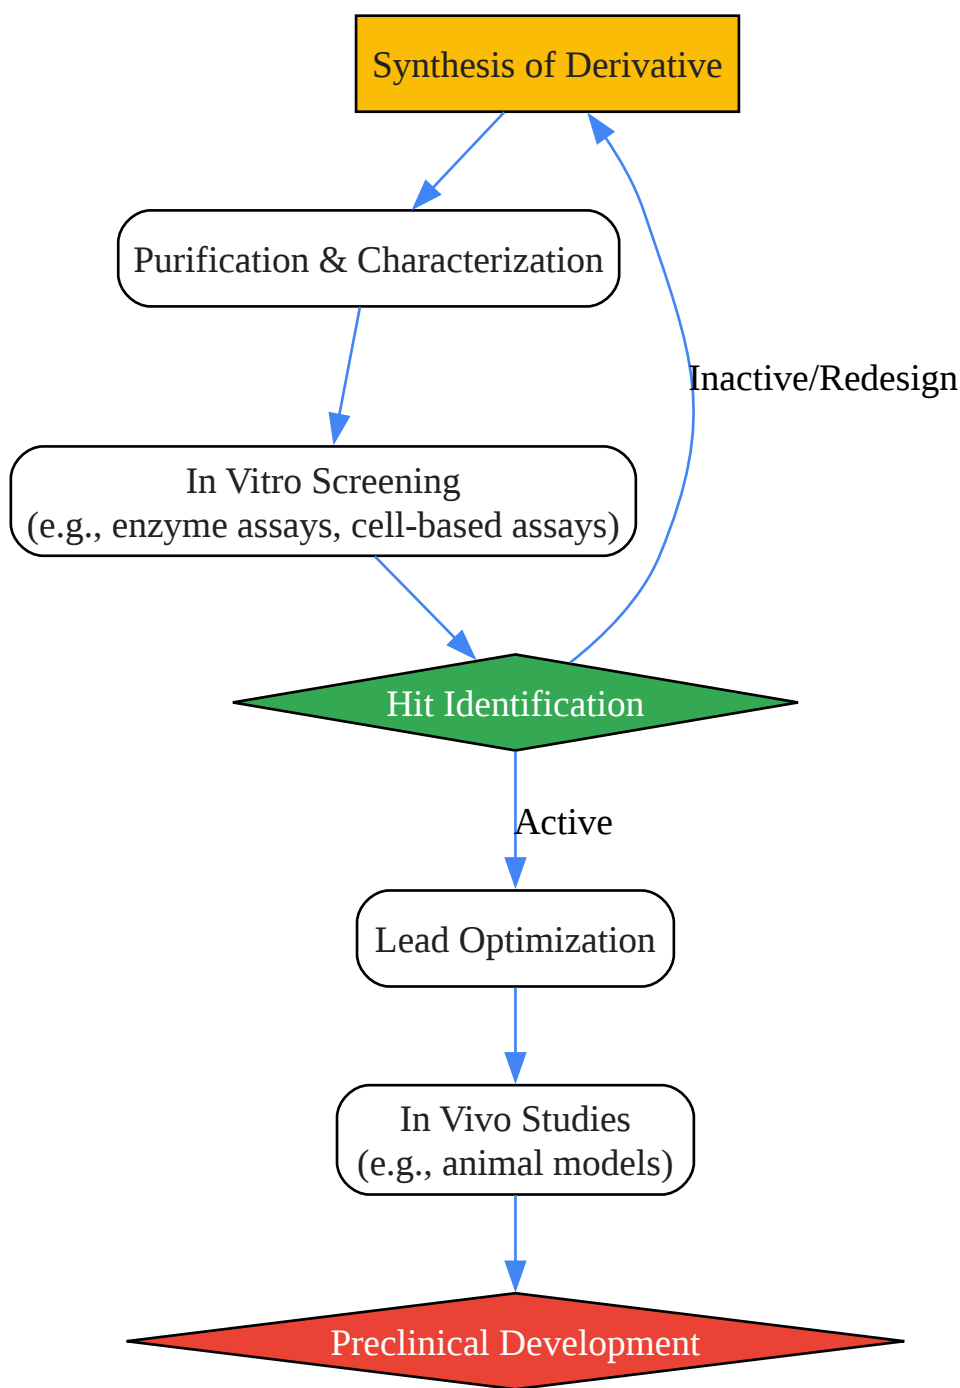 Synthesis of Derivative
Purification & Characterization
Inactive/Redesign
In Vitro Screening
(e.g., enzyme assays, cell-based assays)
Hit Identification
Active
Lead Optimization
In Vivo Studies
(e.g., animal models)
Preclinical Development